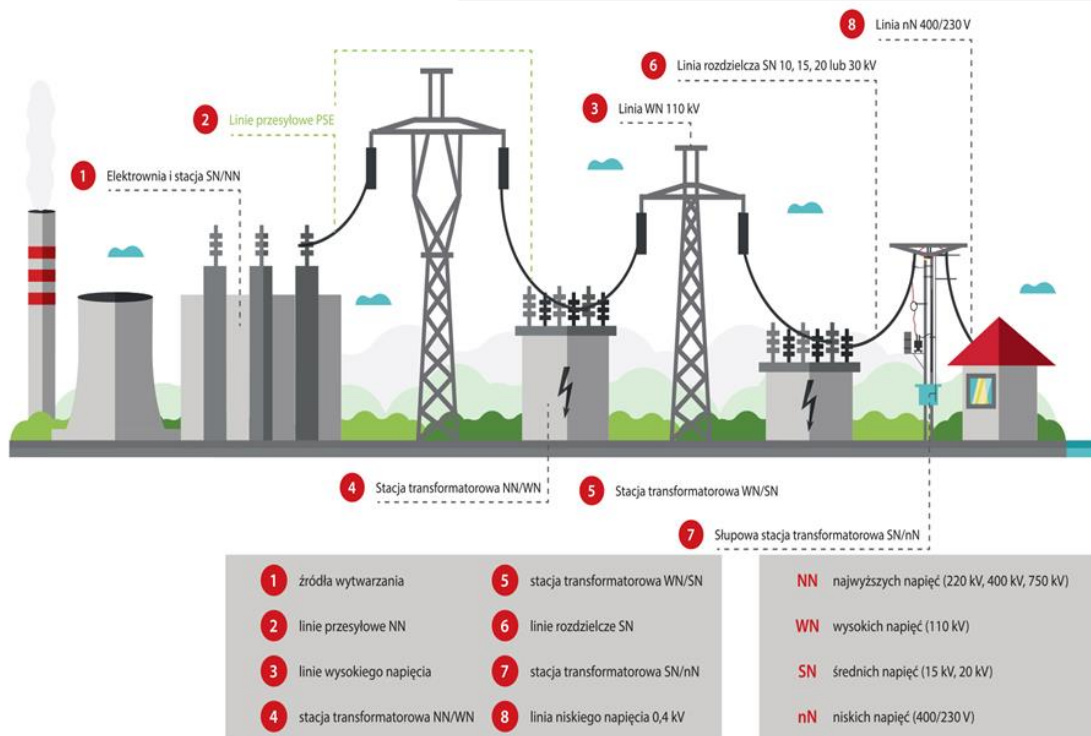 8 Linia nN 400/230 V
6 Linia rozdzielcza SN 10, 15, 20 lub 30 kV
3 Linia WN 110 kV
2 Linie przesyłowe PSE
1 Elektrownia i stacja SN/NN
4 Stacja transformatorowa NN/WN
5 Stacja transformatorowa WN/SN
7 Słupowa stacja transformatorowa SN/nN
1 źródła wytwarzania
2 linie przesyłowe NN
3 linie wysokiego napięcia
4 stacja transformatorowa NN/WN
5 stacja transformatorowa WN/SN
6 linie rozdzielcze SN
7 stacja transformatorowa SN/nN
8 linia niskiego napięcia 0,4 kV
NN najwyższych napięć (220 kV, 400 kV, 750 kV)
WN wysokich napięć (110 kV)
SN średnich napięć (15 kV, 20 kV)
nN niskich napięć (400/230 V)